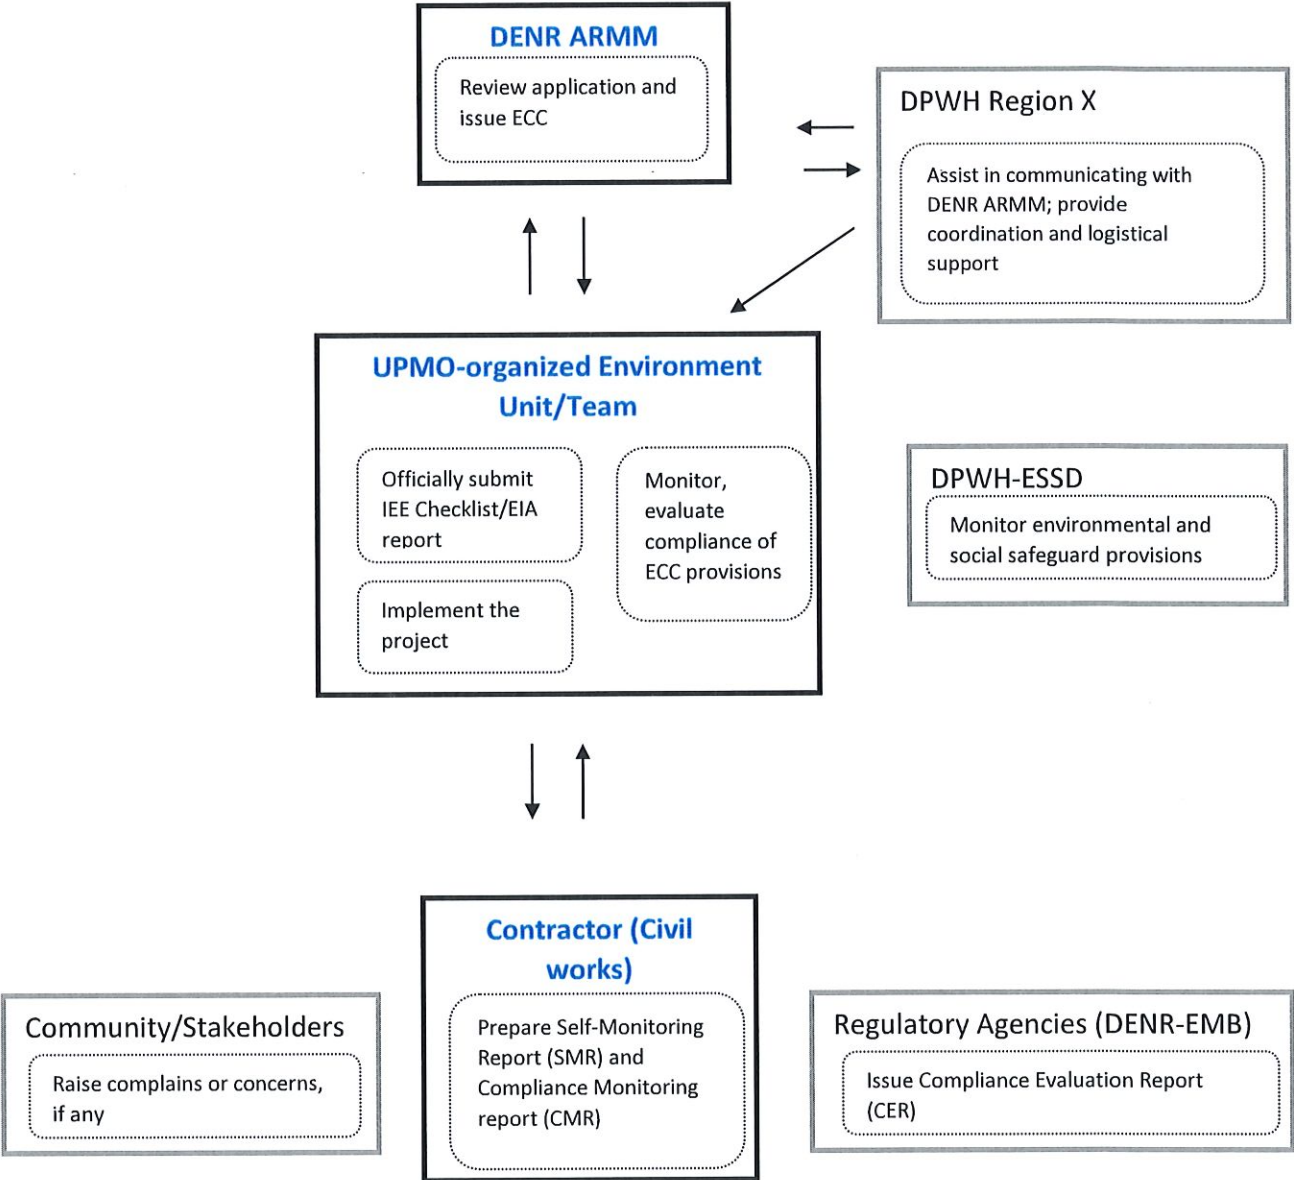 DENR ARMM
Review application and
issue ECC
DPWH Region X
Assist in communicating with
DENR ARMM; provide
coordination and logistical
support
UPMO-organized Environment
Unit/Team
Officially submit
IEE Checklist/EIA
report
Implement the
project
Monitor,
evaluate
compliance of
ECC provisions
DPWH-ESSD
Monitor environmental and
social safeguard provisions
Contractor (Civil
works)
Prepare Self-Monitoring
Report (SMR) and
Compliance Monitoring
report (CMR)
Community/Stakeholders
Raise complains or concerns,
if any
Regulatory Agencies (DENR-EMB)
Issue Compliance Evaluation Report
(CER)